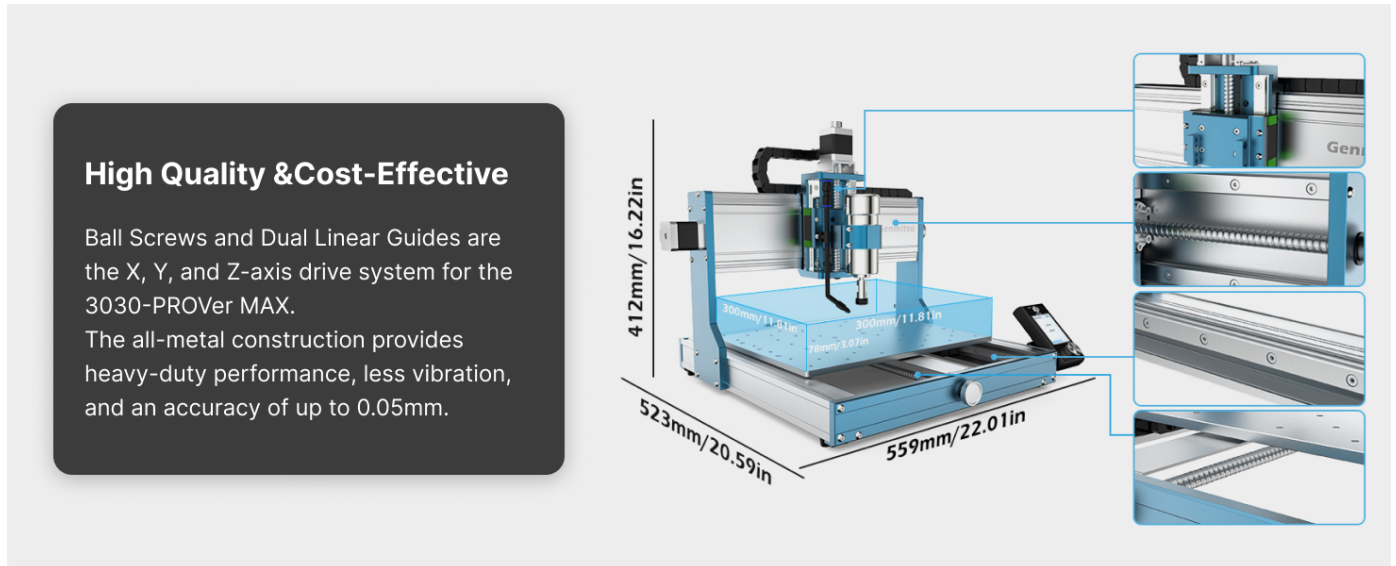 High Quality &Cost-Effective
Ball Screws and Dual Linear Guides are
the X, Y, and Z-axis drive system for the
3030-PROVer MAX.
The all-metal construction provides
heavy-duty performance, less vibration,
and an accuracy of up to 0.05mm.
412mm/16.22in
Genmitsu
300mm/11.81in
300mm/11.81in
78mm/3.07in
523mm/20.59in
559mm/22.01in
Genm